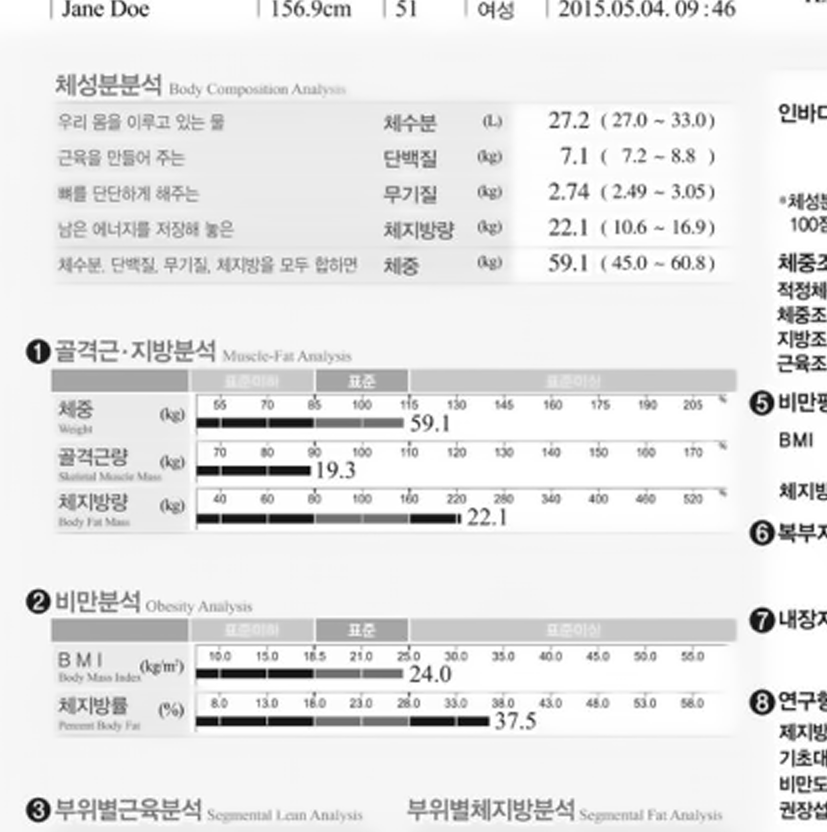 Jane Doe 156.9cm 51 여성 2015.05.04. 09:46
체성분분석 Body Composition Analysis
우리 몸을 이루고 있는 물 체수분 (L) 27.2 ( 27.0 ~ 33.0 )
근육을 만들어 주는 단백질 (kg) 7.1 ( 7.2 ~ 8.8 )
뼈를 단단하게 해주는 무기질 (kg) 2.74 ( 2.49 ~ 3.05 )
남은 에너지를 저장해 놓은 체지방량 (kg) 22.1 ( 10.6 ~ 16.9 )
체수분, 단백질, 무기질, 체지방을 모두 합하면 체중 (kg) 59.1 ( 45.0 ~ 60.8 )
❶ 골격근·지방분석 Muscle-Fat Analysis
표준이하 표준 표준이상
체중 (kg) 55 70 85 100 115 130 145 160 175 190 205 %
Weight 59.1
골격근량 (kg) 70 80 90 100 110 120 130 140 150 160 170 %
Skeletal Muscle Mass 19.3
체지방량 (kg) 40 60 80 100 160 220 280 340 400 460 520 %
Body Fat Mass 22.1
❷ 비만분석 Obesity Analysis
표준이하 표준 표준이상
BMI (kg/m²) 10.0 15.0 18.5 21.0 25.0 30.0 35.0 40.0 45.0 50.0 55.0
Body Mass Index 24.0
체지방률 (%) 8.0 13.0 18.0 23.0 28.0 33.0 38.0 43.0 48.0 53.0 58.0
Percent Body Fat 37.5
❸ 부위별근육분석 Segmental Lean Analysis 부위별체지방분석 Segmental Fat Analysis
인바디
*체성분
100점
체중조
적정체
체중조
지방조
근육조
❺ 비만평
BMI
체지방
❻ 복부지
❼ 내장지
❽ 연구항
제지방
기초대
비만도
권장섭